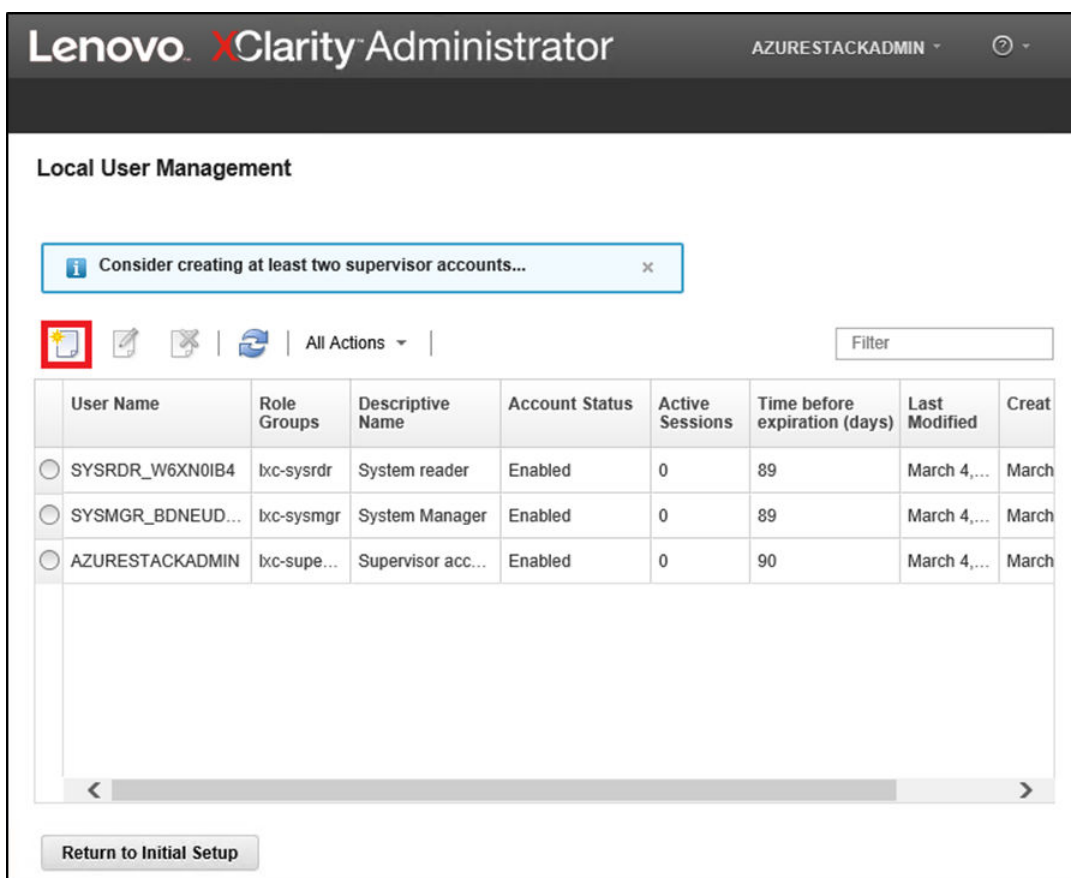 Lenovo. XClarity Administrator AZURESTACKADMIN
Local User Management
Consider creating at least two supervisor accounts...
All Actions Filter
User Name Role Groups Descriptive Name Account Status Active Sessions Time before expiration (days) Last Modified Creat
SYSRDR_W6XN0IB4 lxc-sysrdr System reader Enabled 0 89 March 4,... March
SYSMGR_BDNEUD... lxc-sysmgr System Manager Enabled 0 89 March 4,... March
AZURESTACKADMIN lxc-supe... Supervisor acc... Enabled 0 90 March 4,... March
Return to Initial Setup